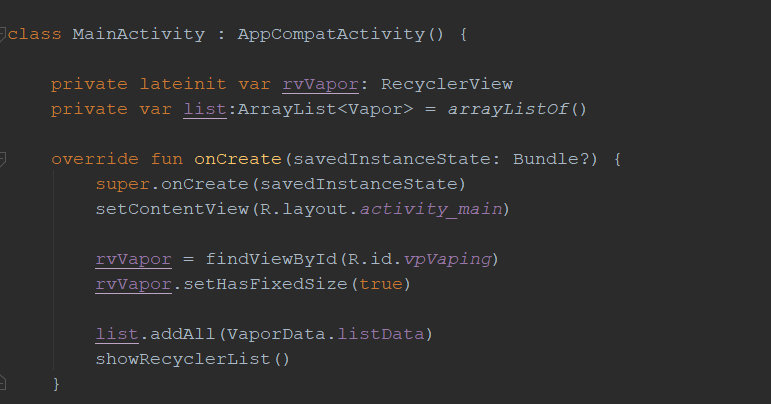 class MainActivity : AppCompatActivity() {
private lateinit var rvVapor: RecyclerView
private var list:ArrayList<Vapor> = arrayListOf()
override fun onCreate(savedInstanceState: Bundle?) {
super.onCreate(savedInstanceState)
setContentView(R.layout.activity_main)
rvVapor = findViewById(R.id.vpVaping)
rvVapor.setHasFixedSize(true)
list.addAll(VaporData.listData)
showRecyclerList()
}